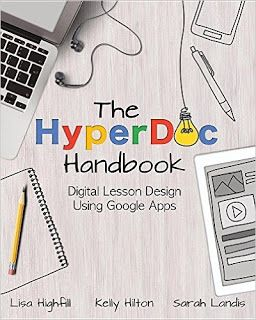 The
HyperDoc
Handbook
Digital Lesson Design
Using Google Apps
Lisa Highfill Kelly Hilton Sarah Landis